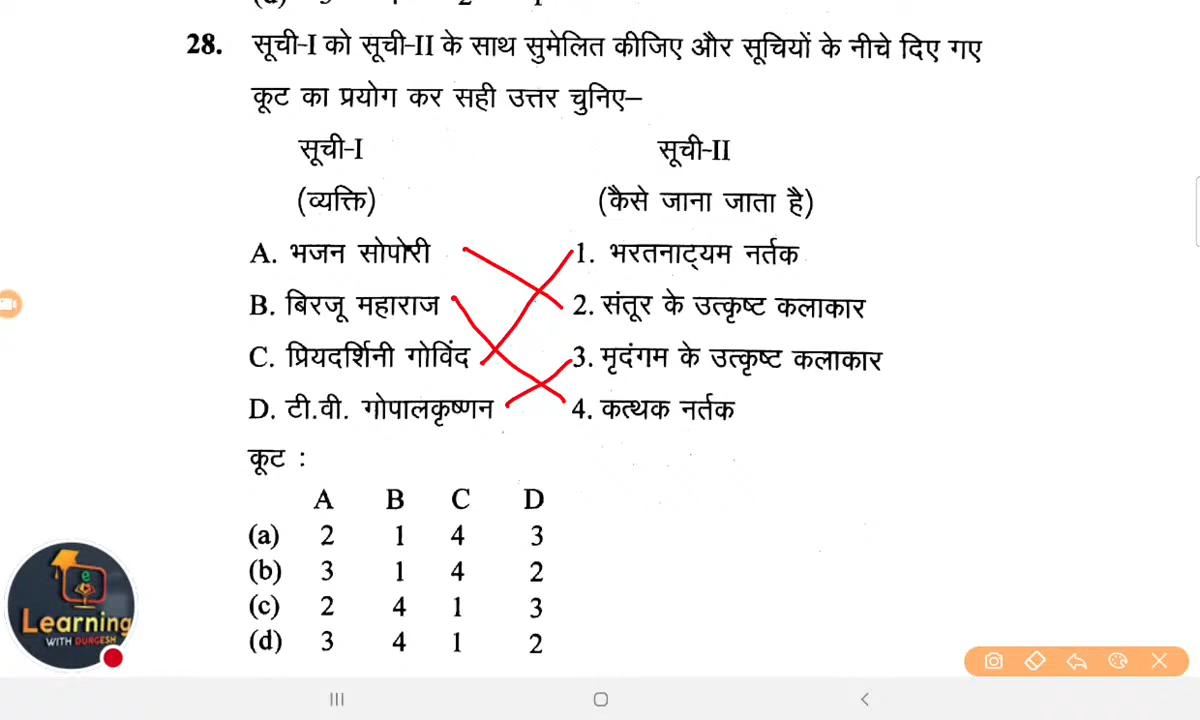 28. सूची-I को सूची-II के साथ सुमेलित कीजिए और सूचियों के नीचे दिए गए
कूट का प्रयोग कर सही उत्तर चुनिए–
सूची-I सूची-II
(व्यक्ति) (कैसे जाना जाता है)
A. भजन सोपोरी 1. भरतनाट्यम नर्तक
B. बिरजू महाराज 2. संतूर के उत्कृष्ट कलाकार
C. प्रियदर्शिनी गोविंद 3. मृदंगम के उत्कृष्ट कलाकार
D. टी.वी. गोपालकृष्णन 4. कत्थक नर्तक
कूट :
A B C D
(a) 2 1 4 3
(b) 3 1 4 2
(c) 2 4 1 3
(d) 3 4 1 2
e
Learning
WITH DURGESH